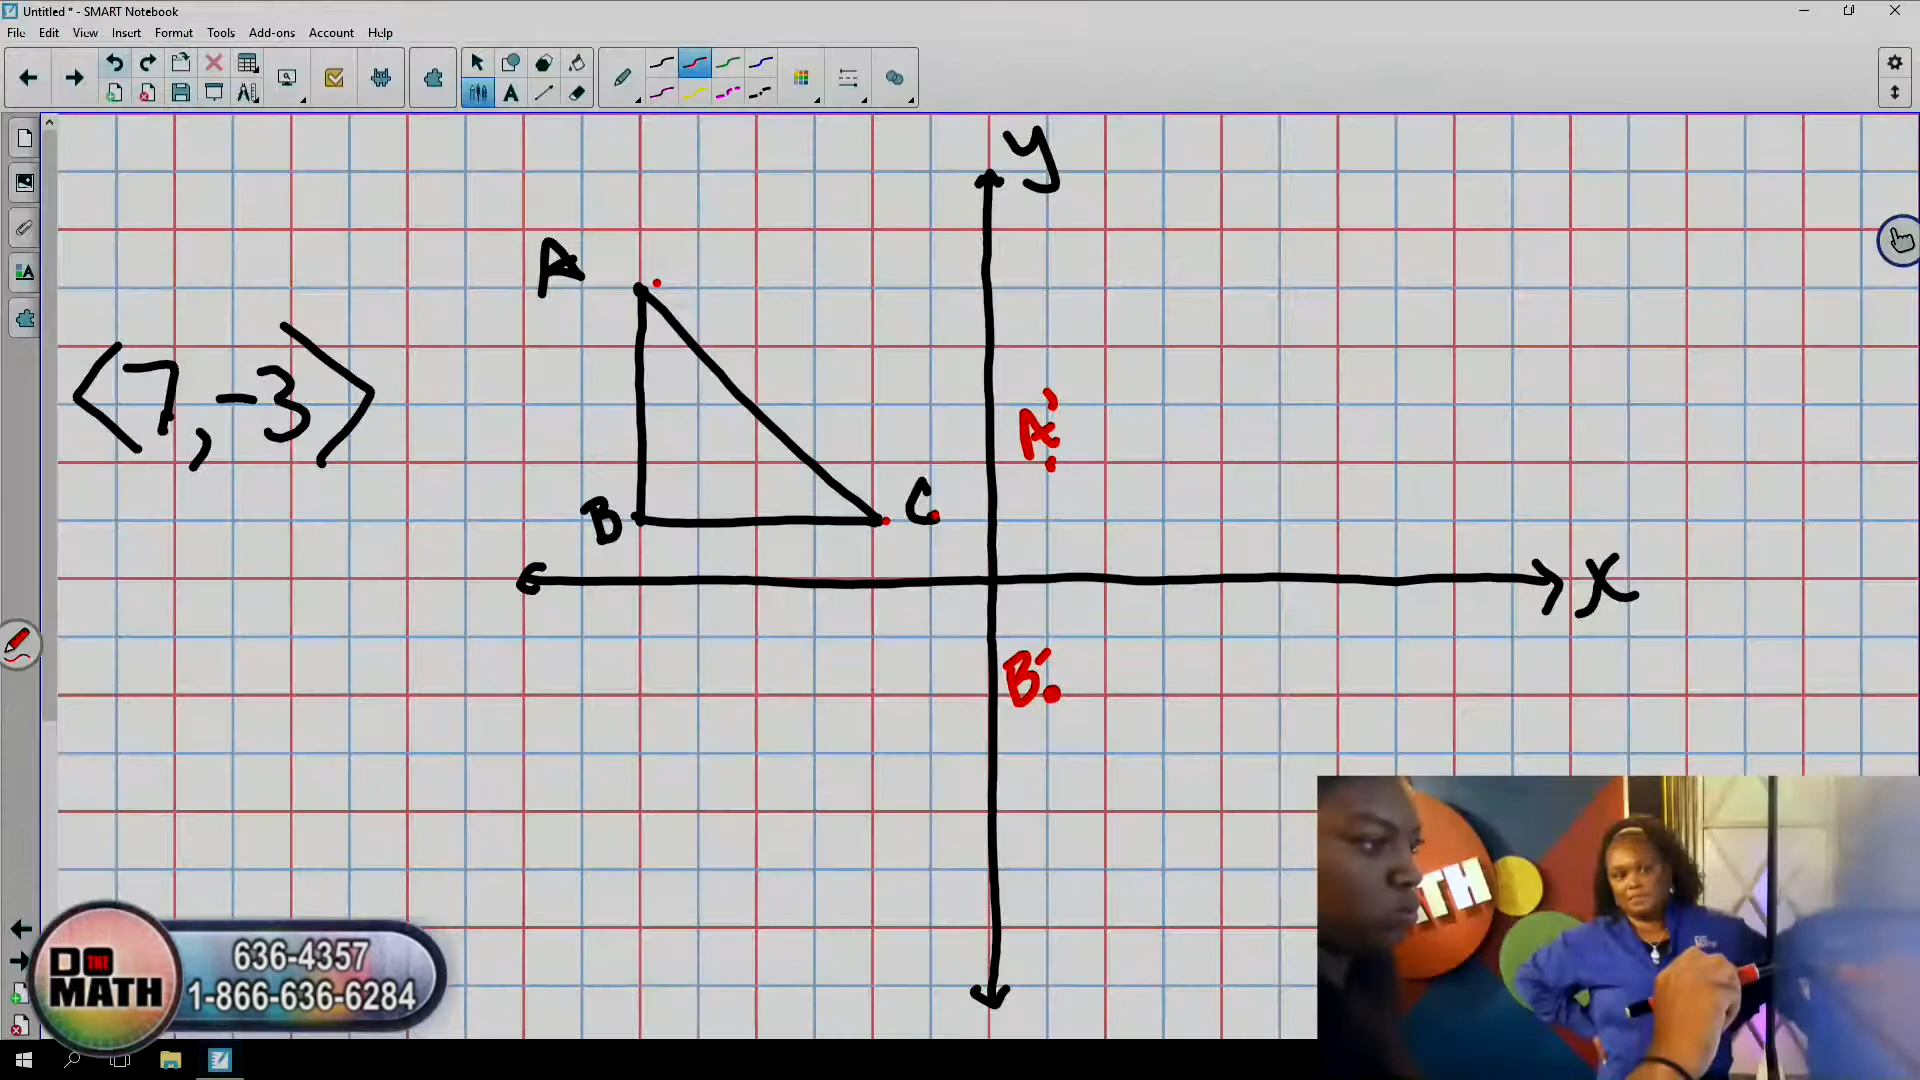 Untitled * - SMART Notebook
File Edit View Insert Format Tools Add-ons Account Help
y
A
<7, -3>
A'
B
C
x
B'
MATH
DO THE MATH
636-4357
1-866-636-6284